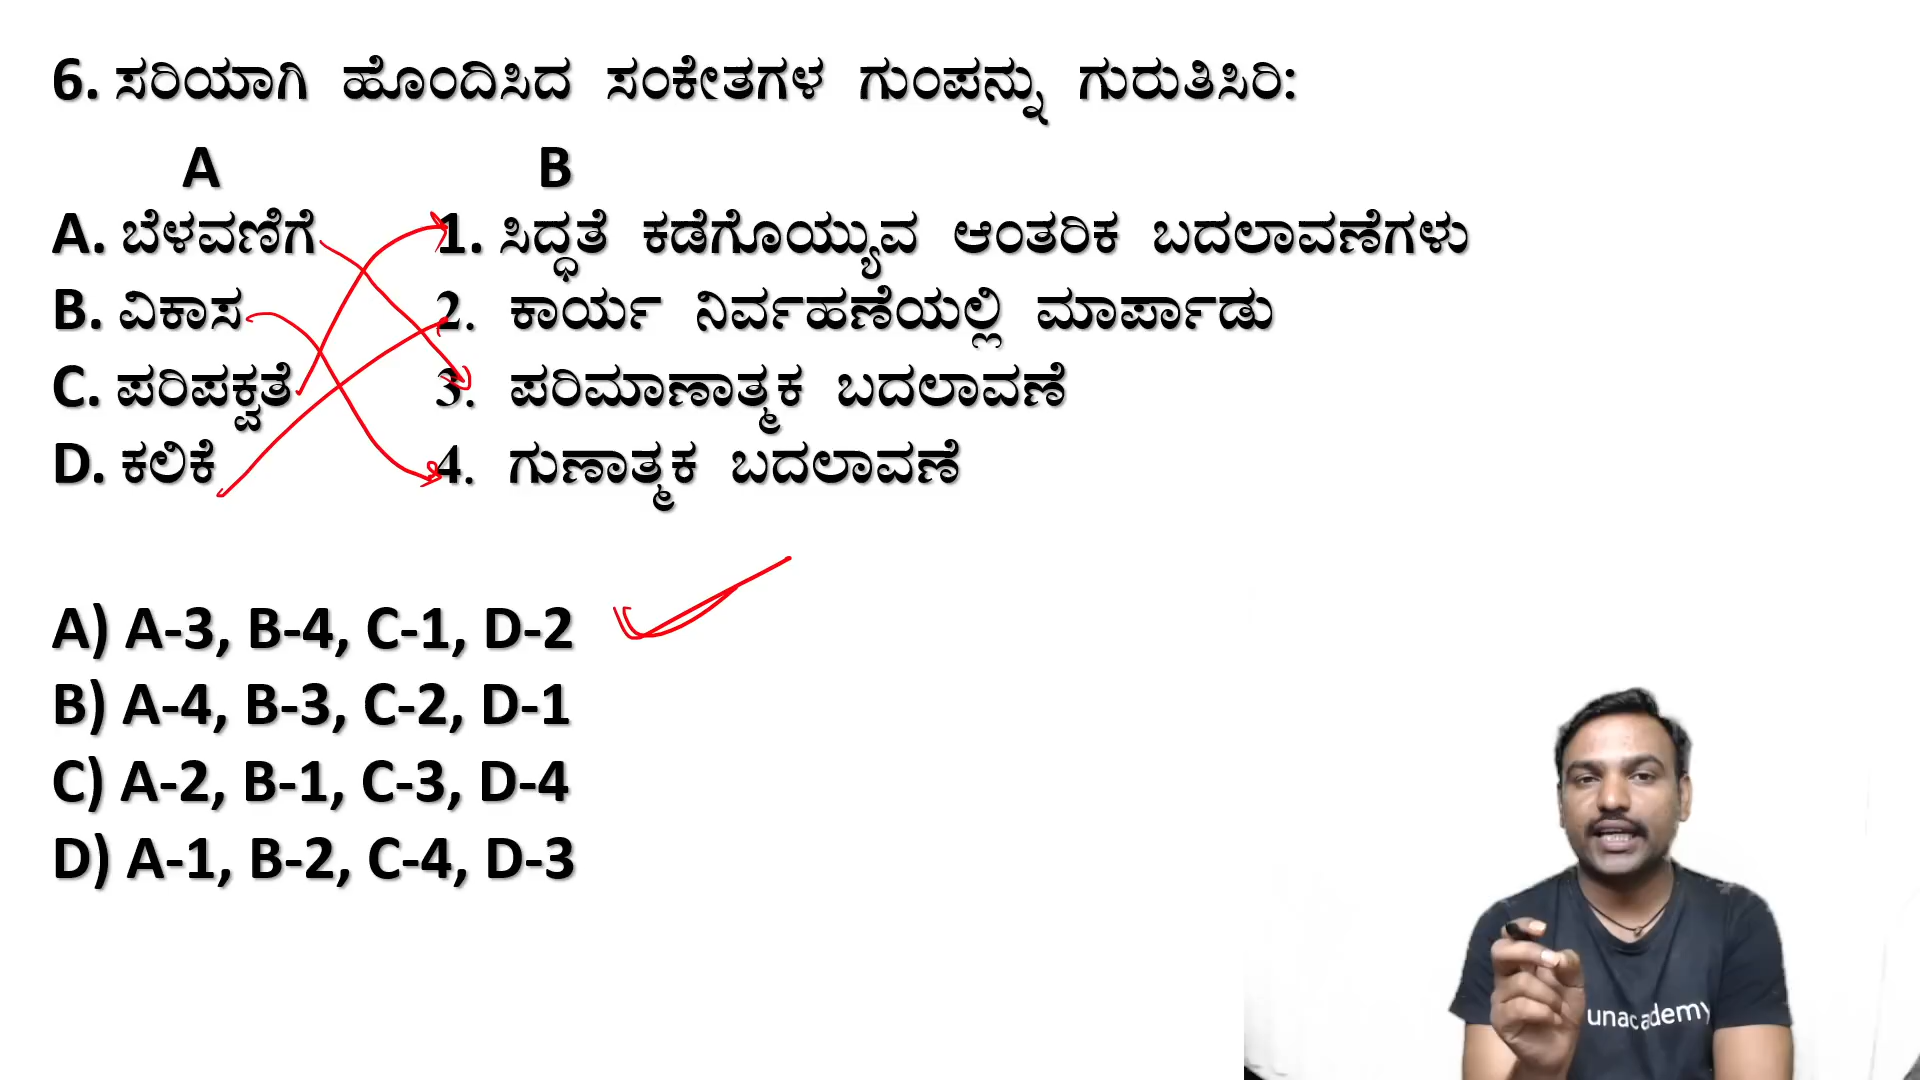 6. ಸರಿಯಾಗಿ ಹೊಂದಿಸಿದ ಸಂಕೇತಗಳ ಗುಂಪನ್ನು ಗುರುತಿಸಿರಿ:
A B
A. ಬೆಳವಣಿಗೆ 1. ಸಿದ್ಧತೆ ಕಡೆಗೊಯ್ಯುವ ಆಂತರಿಕ ಬದಲಾವಣೆಗಳು
B. ವಿಕಾಸ 2. ಕಾರ್ಯ ನಿರ್ವಹಣೆಯಲ್ಲಿ ಮಾರ್ಪಾಡು
C. ಪರಿಪಕ್ವತೆ 3. ಪರಿಮಾಣಾತ್ಮಕ ಬದಲಾವಣೆ
D. ಕಲಿಕೆ 4. ಗುಣಾತ್ಮಕ ಬದಲಾವಣೆ
A) A-3, B-4, C-1, D-2
B) A-4, B-3, C-2, D-1
C) A-2, B-1, C-3, D-4
D) A-1, B-2, C-4, D-3
unacademy